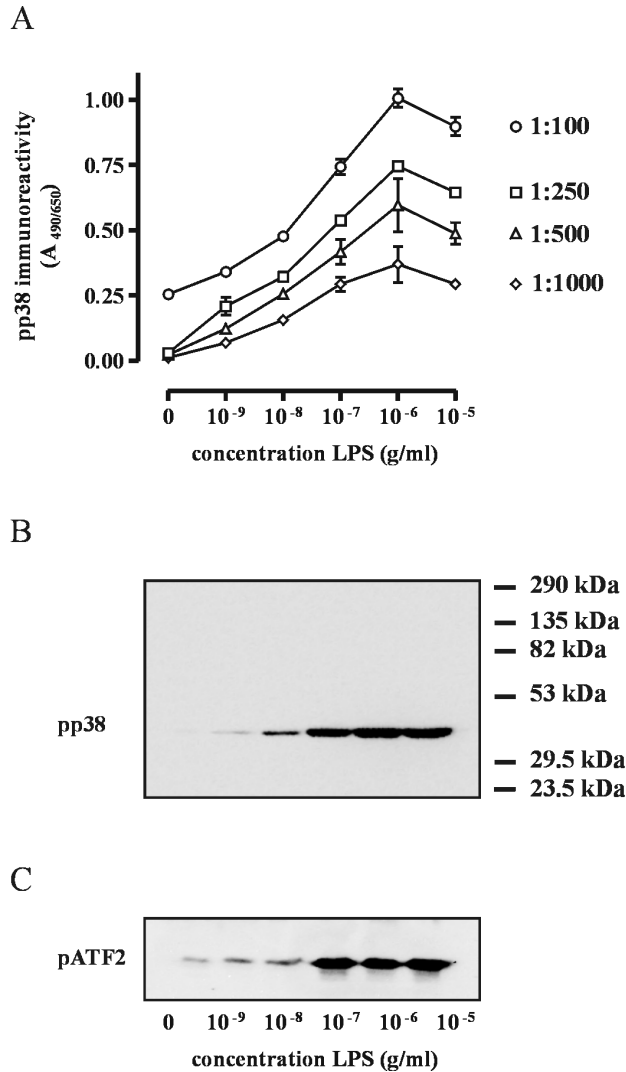 A
pp38 immunoreactivity
(A 490/650)
1.00
0.75
0.50
0.25
0.00
1:100
1:250
1:500
1:1000
0 10-9 10-8 10-7 10-6 10-5
concentration LPS (g/ml)
B
pp38
290 kDa
135 kDa
82 kDa
53 kDa
29.5 kDa
23.5 kDa
C
pATF2
0 10-9 10-8 10-7 10-6 10-5
concentration LPS (g/ml)